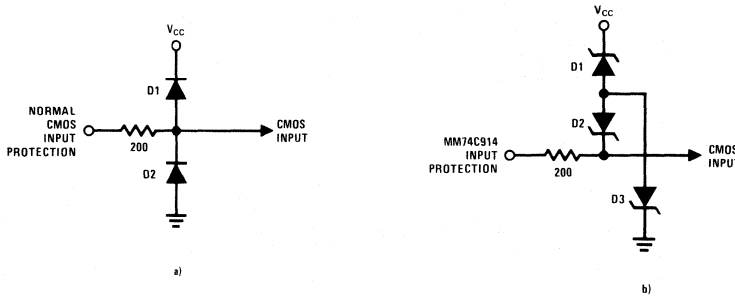 VCC
D1
NORMAL
CMOS
INPUT
PROTECTION
200
CMOS
INPUT
D2
a)
VCC
D1
D2
MM74C914
INPUT
PROTECTION
200
CMOS
INPUT
D3
b)